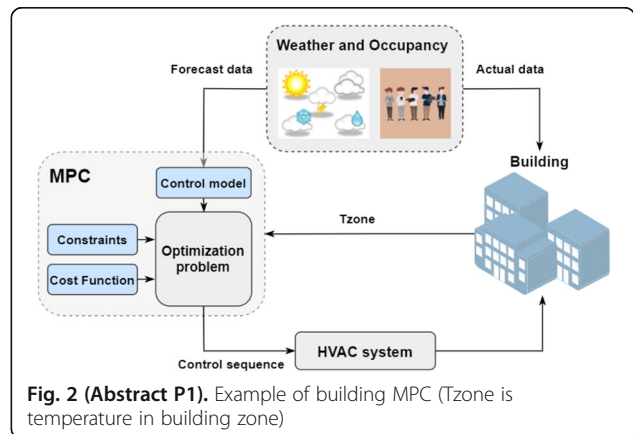 Weather and Occupancy
Forecast data
Actual data
Building
MPC
Control model
Tzone
Constraints
Optimization
problem
Cost Function
Control sequence
HVAC system
Fig. 2 (Abstract P1). Example of building MPC (Tzone is
temperature in building zone)